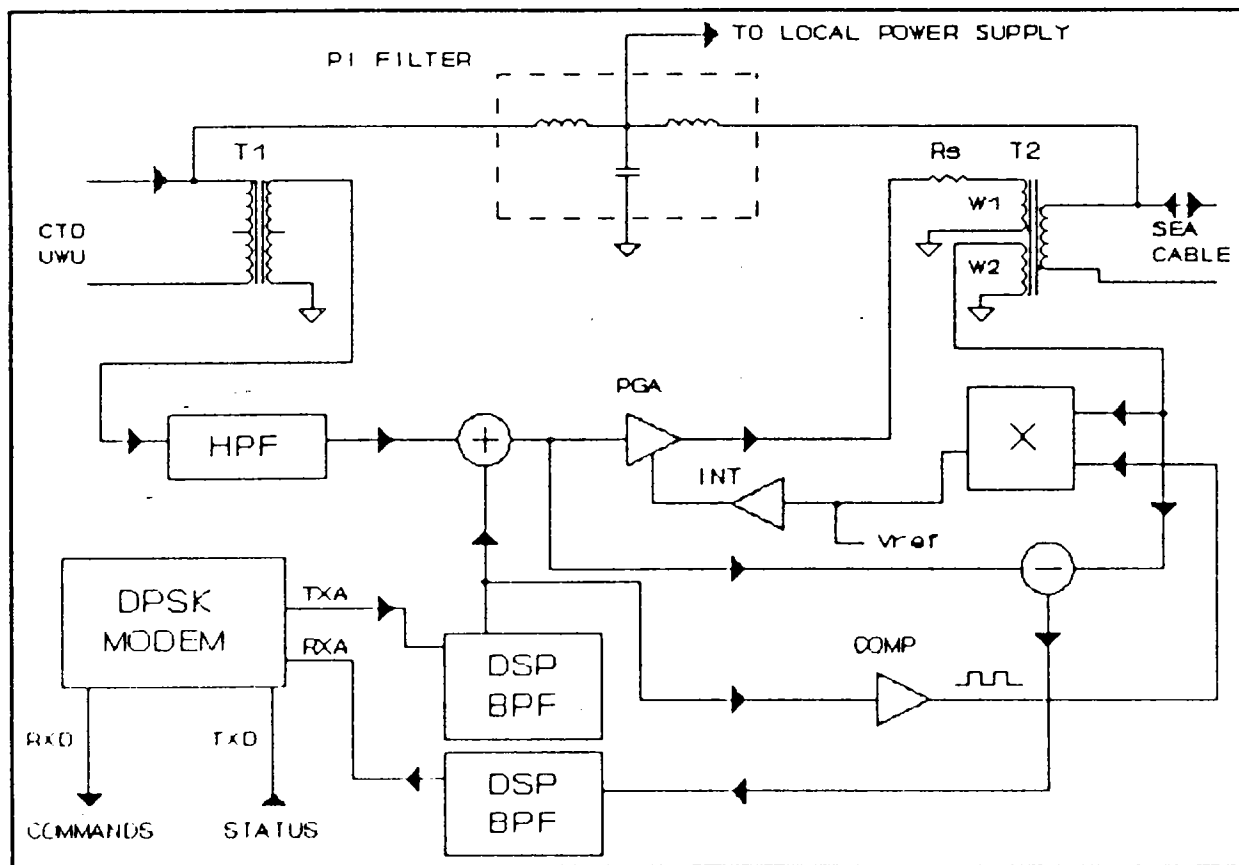 TO LOCAL POWER SUPPLY
PI FILTER
T1
Rs
T2
W1
W2
CTD
UWU
SEA
CABLE
PGA
HPF
+
INT
X
Vref
−
DPSK
MODEM
TXA
RXA
DSP
BPF
COMP
RXD
TXD
DSP
BPF
COMMANDS
STATUS